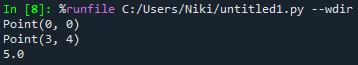 In [8]: %runfile C:/Users/Niki/untitled1.py --wdir
Point(0, 0)
Point(3, 4)
5.0